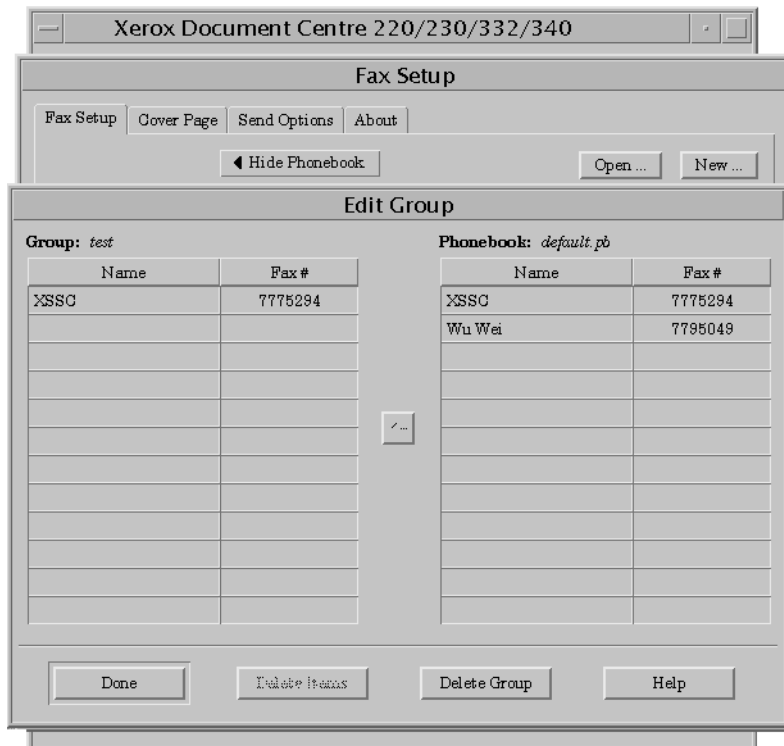 Xerox Document Centre 220/230/332/340
Fax Setup
Fax Setup Cover Page Send Options About
Hide Phonebook Open ... New ...
Edit Group
Group: test Phonebook: default.pb
Name Fax # Name Fax #
XSSC 7775294 XSSC 7775294
Wu Wei 7795049
Done Delete Items Delete Group Help